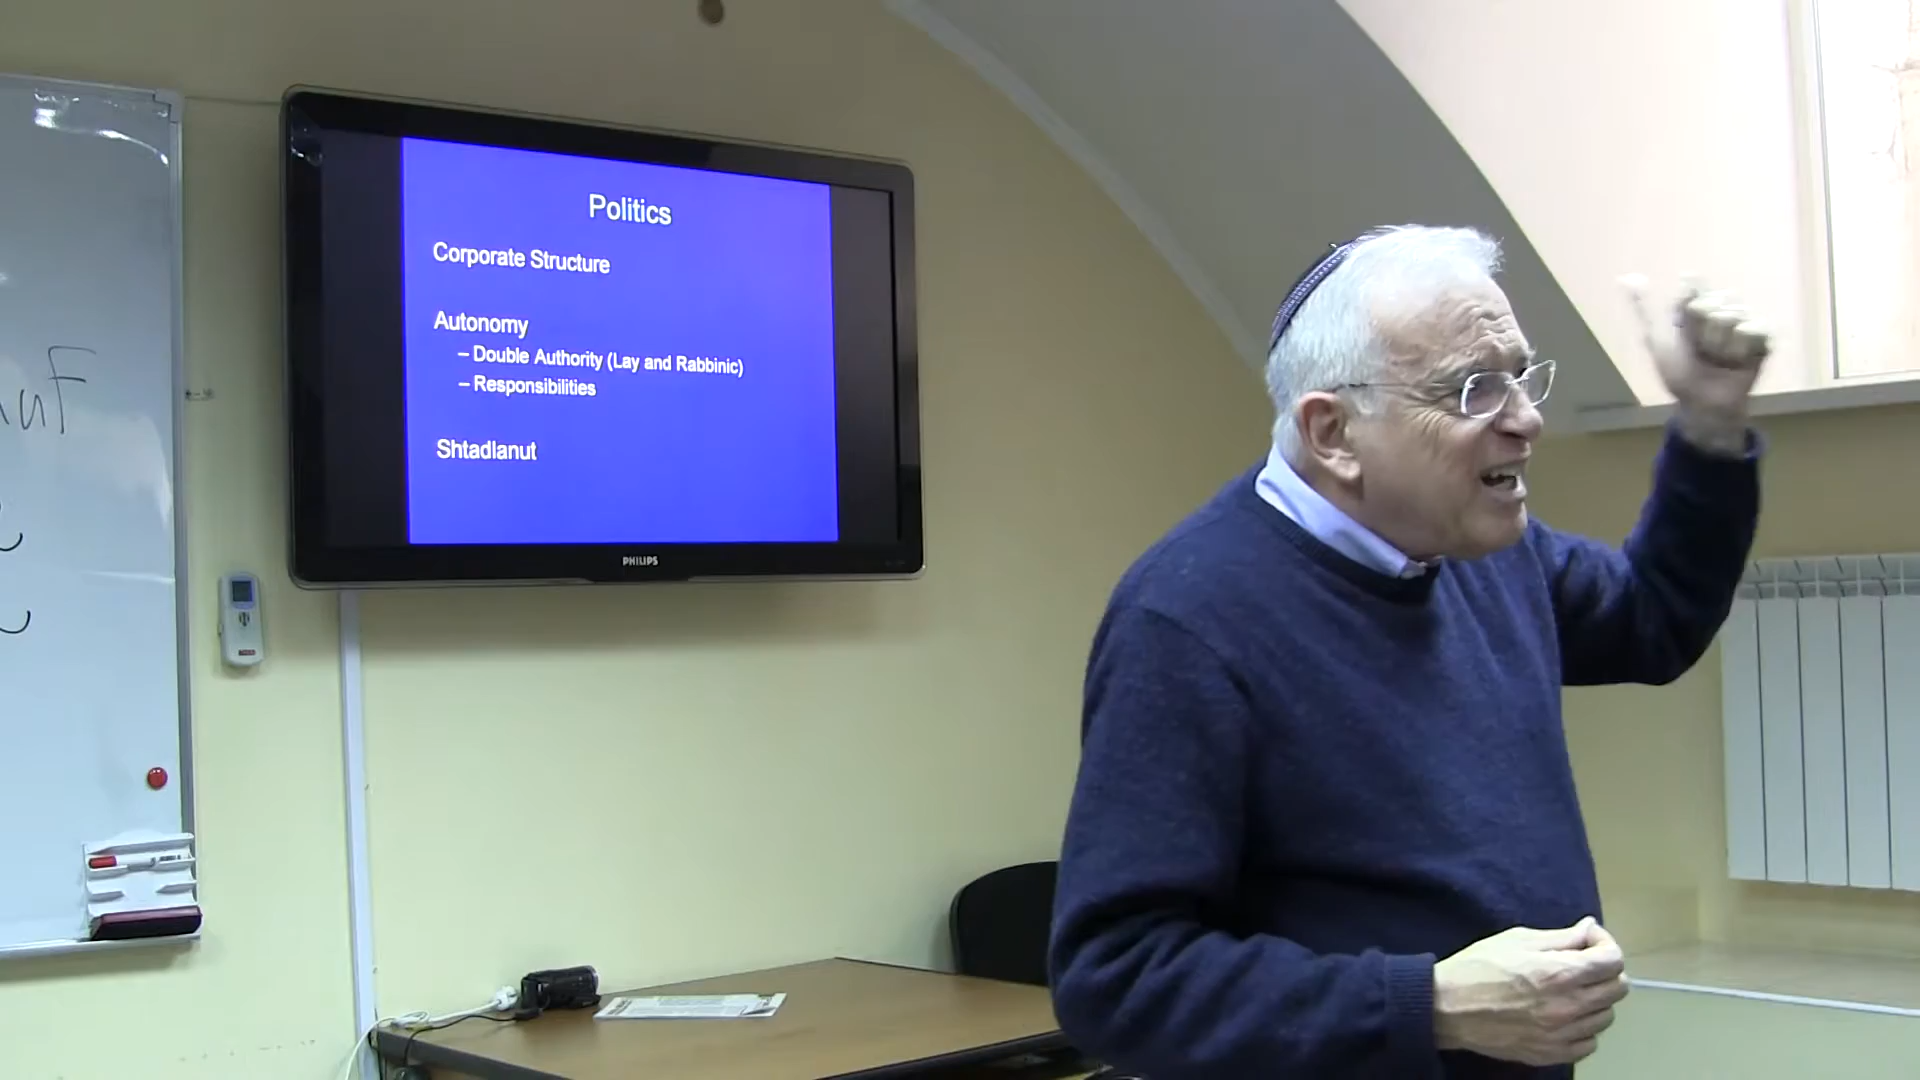 Politics
Corporate Structure
Autonomy
– Double Authority (Lay and Rabbinic)
– Responsibilities
Shtadlanut
PHILIPS